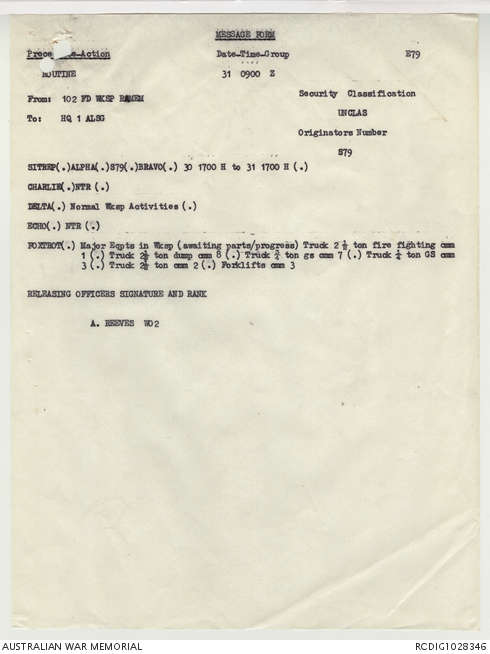 MESSAGE FORM
Precedence-Action Date-Time-Group E79
ROUTINE 31 0900 Z
From: 102 FD WKSP RAEME Security Classification
To: HQ 1 ALSG UNCLAS
Originators Number
S79
SITREP(.)ALPHA(.)S79(.)BRAVO(.) 30 1700 H to 31 1700 H (.)
CHARLIE(.)NTR (.)
DELTA(.) Normal Wksp Activities (.)
ECHO(.) NTR (.)
FOXTROT(.) Major Eqpts in Wksp (awaiting parts/progress) Truck 2½ ton fire fighting cmm
1 (.) Truck 2½ ton dump cmm 8 (.) Truck ¾ ton gs cmm 7 (.) Truck ¼ ton GS cmm
3 (.) Truck 2½ ton cmm 2(.) Forklifts cmm 3
RELEASING OFFICERS SIGNATURE AND RANK
A. REEVES WO2
AUSTRALIAN WAR MEMORIAL RCDIG1028346